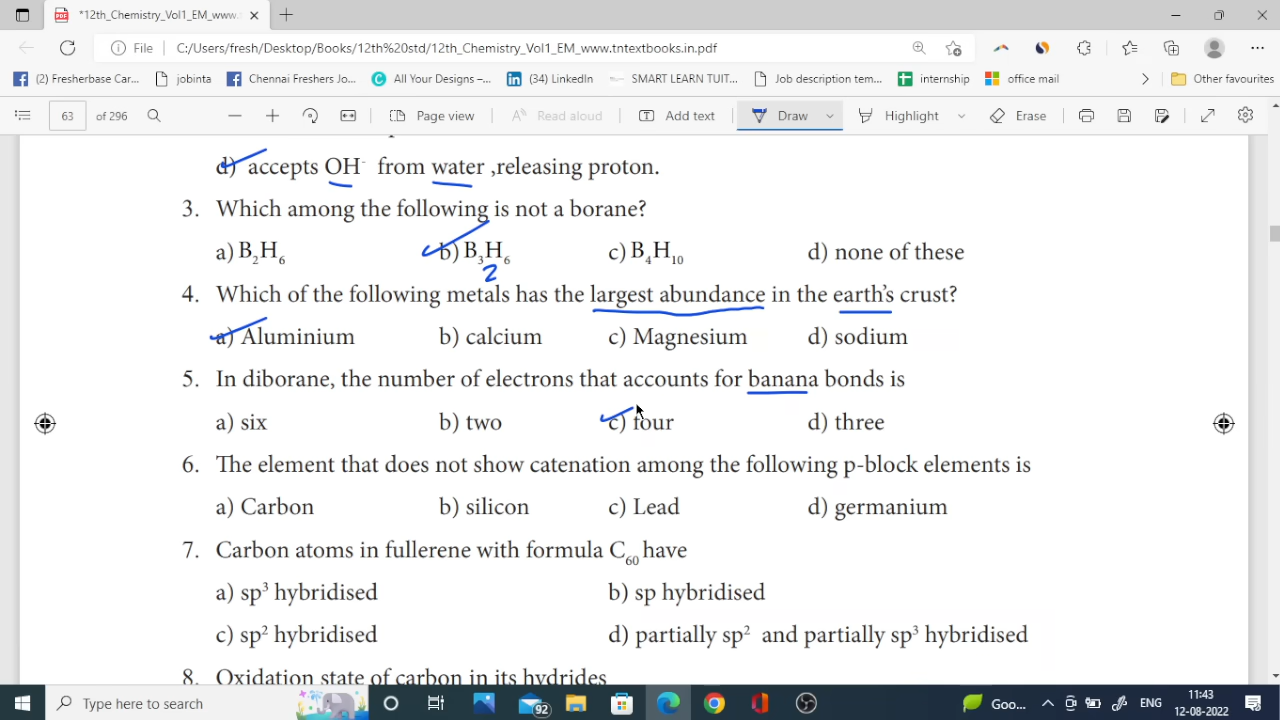 *12th_Chemistry_Vol1_EM_www.
File C:/Users/fresh/Desktop/Books/12th%20std/12th_Chemistry_Vol1_EM_www.tntextbooks.in.pdf
(2) Fresherbase Car... jobinta Chennai Freshers Jo... All Your Designs –... (34) LinkedIn SMART LEARN TUIT... Job description tem... internship office mail Other favourites
63 of 296 Page view Read aloud Add text Draw Highlight Erase
d) accepts OH⁻ from water ,releasing proton.
3. Which among the following is not a borane?
a) B₂H₆ b) B₃H₆ c) B₄H₁₀ d) none of these
2
4. Which of the following metals has the largest abundance in the earth's crust?
a) Aluminium b) calcium c) Magnesium d) sodium
5. In diborane, the number of electrons that accounts for banana bonds is
a) six b) two c) four d) three
6. The element that does not show catenation among the following p-block elements is
a) Carbon b) silicon c) Lead d) germanium
7. Carbon atoms in fullerene with formula C₆₀ have
a) sp³ hybridised b) sp hybridised
c) sp² hybridised d) partially sp² and partially sp³ hybridised
8. Oxidation state of carbon in its hydrides
Type here to search 92 Goo... ENG 11:43
12-08-2022